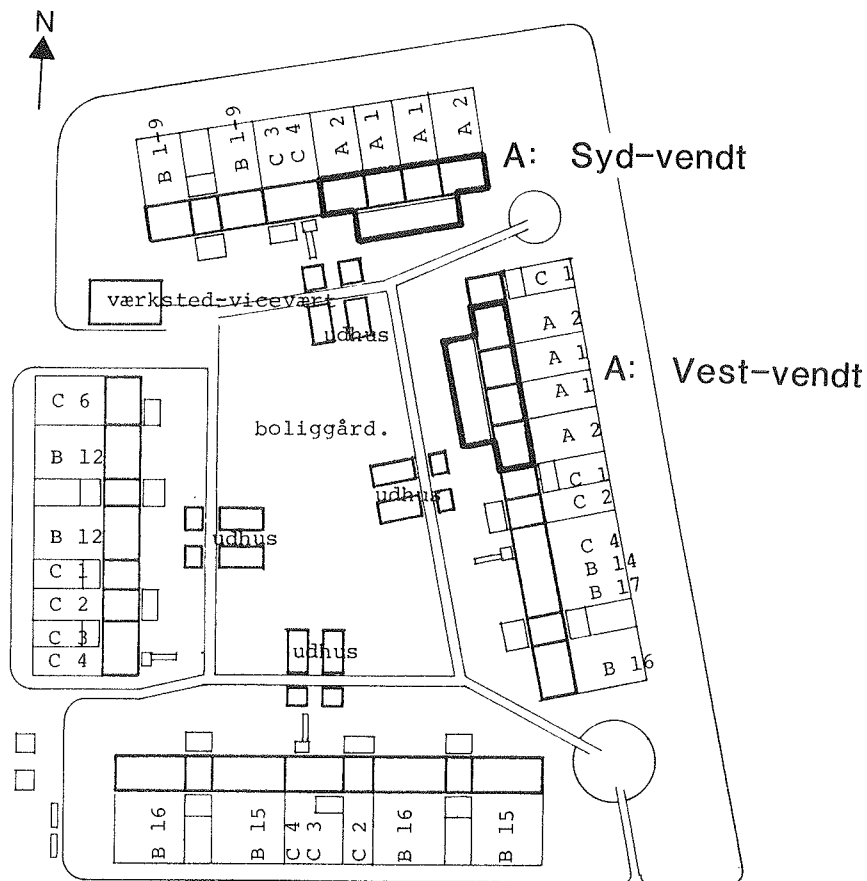 N
B 1-9
B 1-9
C 3
C 4
A 2
A 1
A 1
A 2
A: Syd-vendt
værksted-vicevært
udhus
C 1
A 2
A 1
A 1
A 2
A: Vest-vendt
C 1
C 2
C 4
B 14
B 17
B 16
boliggård.
udhus
C 6
B 12
B 12
C 1
C 2
C 3
C 4
udhus
udhus
B 16
B 15
C 4
C 3
C 2
B 16
B 15